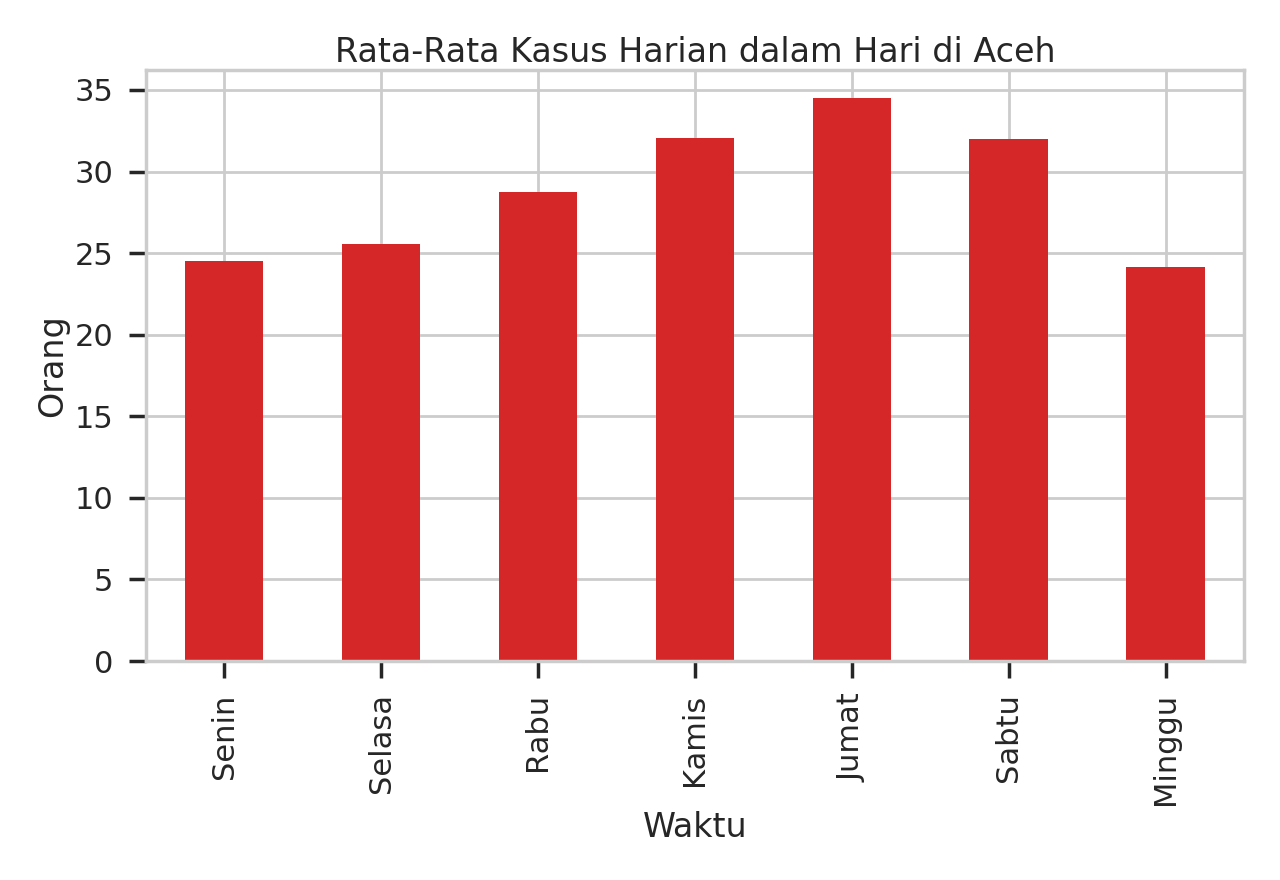 Rata-Rata Kasus Harian dalam Hari di Aceh
35
30
25
20
15
10
5
0
Orang
Senin
Selasa
Rabu
Kamis
Jumat
Sabtu
Minggu
Waktu